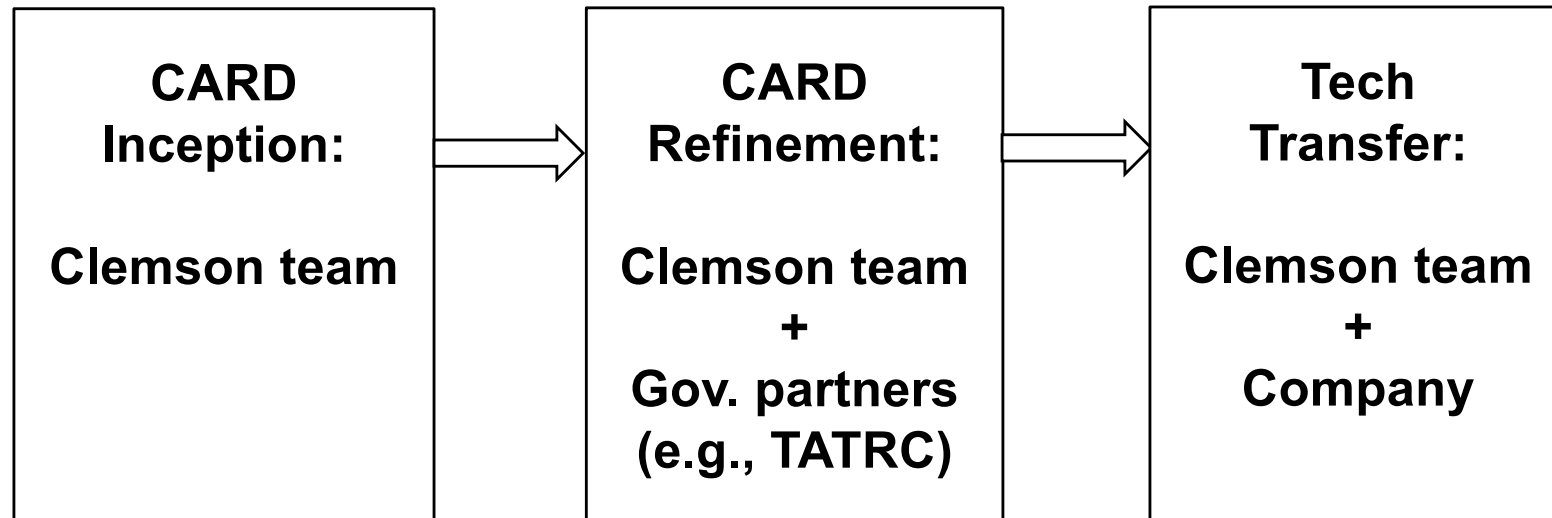 CARD
Inception:
Clemson team
CARD
Refinement:
Clemson team
+
Gov. partners
(e.g., TATRC)
Tech
Transfer:
Clemson team
+
Company